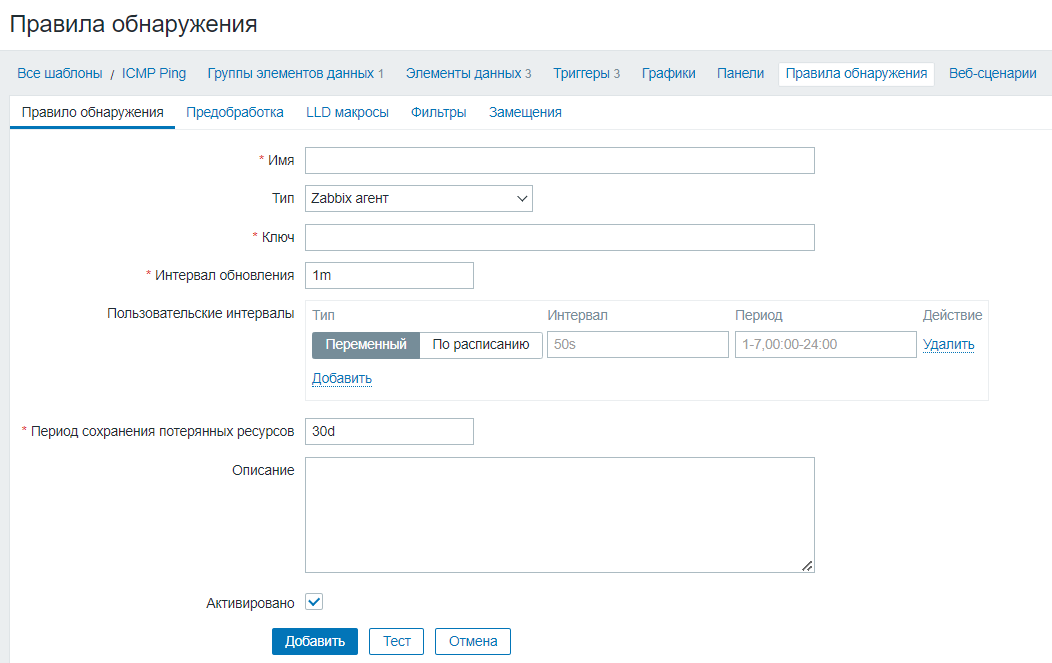 Правила обнаружения
Все шаблоны / ICMP Ping Группы элементов данных 1 Элементы данных 3 Триггеры 3 Графики Панели Правила обнаружения Веб-сценарии
Правило обнаружения Предобработка LLD макросы Фильтры Замещения
* Имя
Тип Zabbix агент
* Ключ
* Интервал обновления 1m
Пользовательские интервалы Тип Интервал Период Действие
Переменный По расписанию 50s 1-7,00:00-24:00 Удалить
Добавить
* Период сохранения потерянных ресурсов 30d
Описание
Активировано
Добавить Тест Отмена